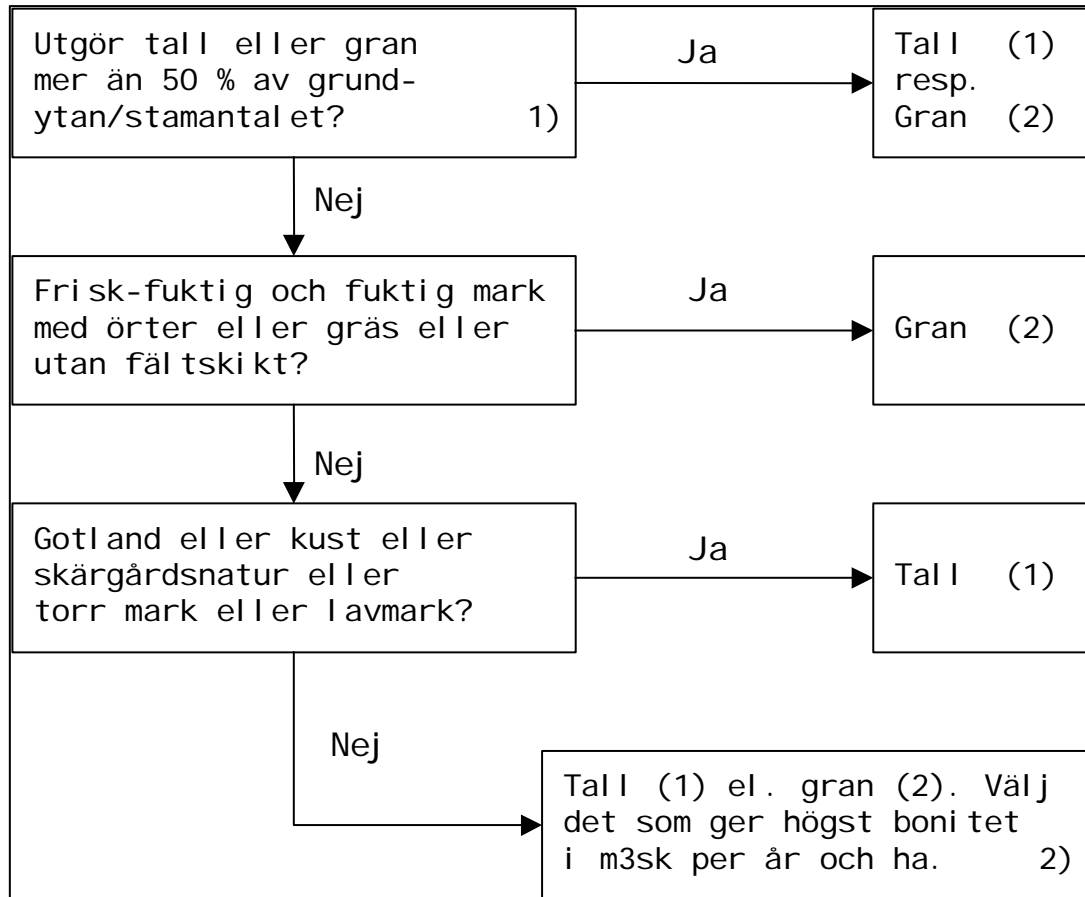 Utgör tall eller gran
mer än 50 % av grund-
ytan/stamantalet? 1)
Ja
Tall (1)
resp.
Gran (2)
Nej
Frisk-fuktig och fuktig mark
med örter eller gräs eller
utan fältskikt?
Ja
Gran (2)
Nej
Gotland eller kust eller
skärgårdsnatur eller
torr mark eller lavmark?
Ja
Tall (1)
Nej
Tall (1) el. gran (2). Välj
det som ger högst bonitet
i m3sk per år och ha. 2)